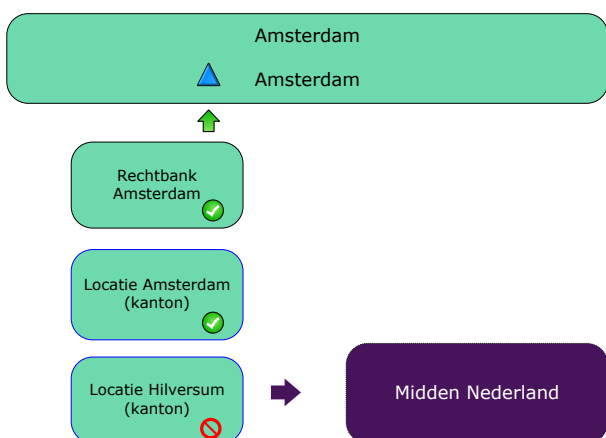 Amsterdam
Amsterdam
Rechtbank
Amsterdam
Locatie Amsterdam
(kanton)
Locatie Hilversum
(kanton)
Midden Nederland